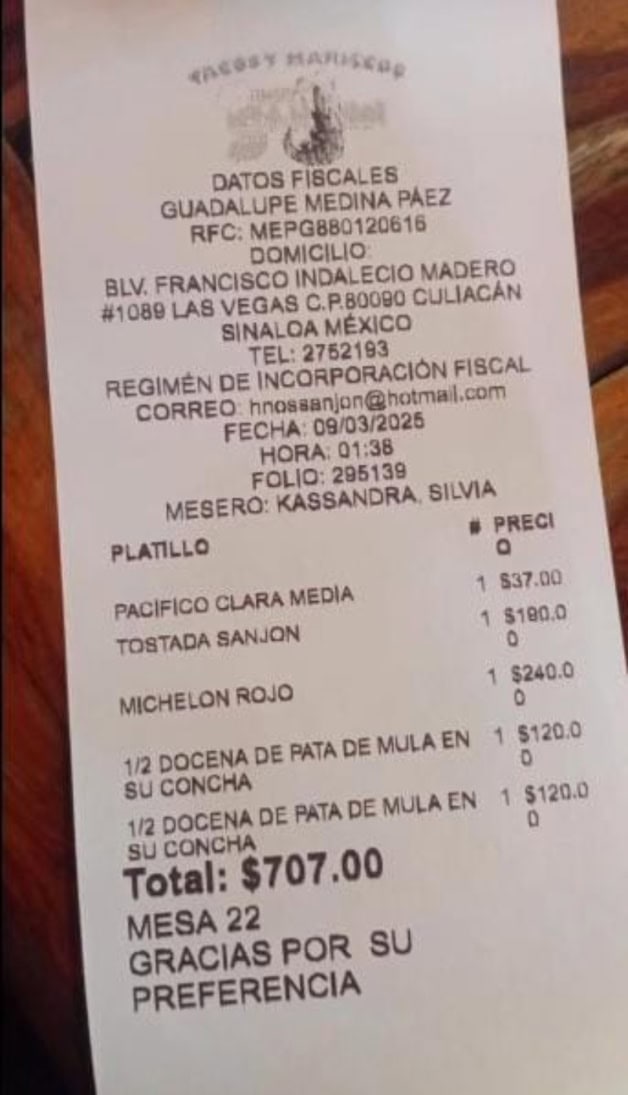 TACOS Y MARISCOS
DATOS FISCALES
GUADALUPE MEDINA PÁEZ
RFC: MEPG880120616
DOMICILIO:
BLV. FRANCISCO INDALECIO MADERO
#1089 LAS VEGAS C.P.80090 CULIACÁN
SINALOA MÉXICO
TEL: 2752193
REGIMÉN DE INCORPORACIÓN FISCAL
CORREO: hnossanjon@hotmail.com
FECHA: 09/03/2025
HORA: 01:38
FOLIO: 295139
MESERO: KASSANDRA, SILVIA
PLATILLO # PRECI
O
PACIFICO CLARA MEDIA 1 $37.00
TOSTADA SANJON 1 $190.0
0
MICHELON ROJO 1 $240.0
0
1/2 DOCENA DE PATA DE MULA EN 1 $120.0
SU CONCHA 0
1/2 DOCENA DE PATA DE MULA EN 1 $120.0
SU CONCHA 0
Total: $707.00
MESA 22
GRACIAS POR SU
PREFERENCIA